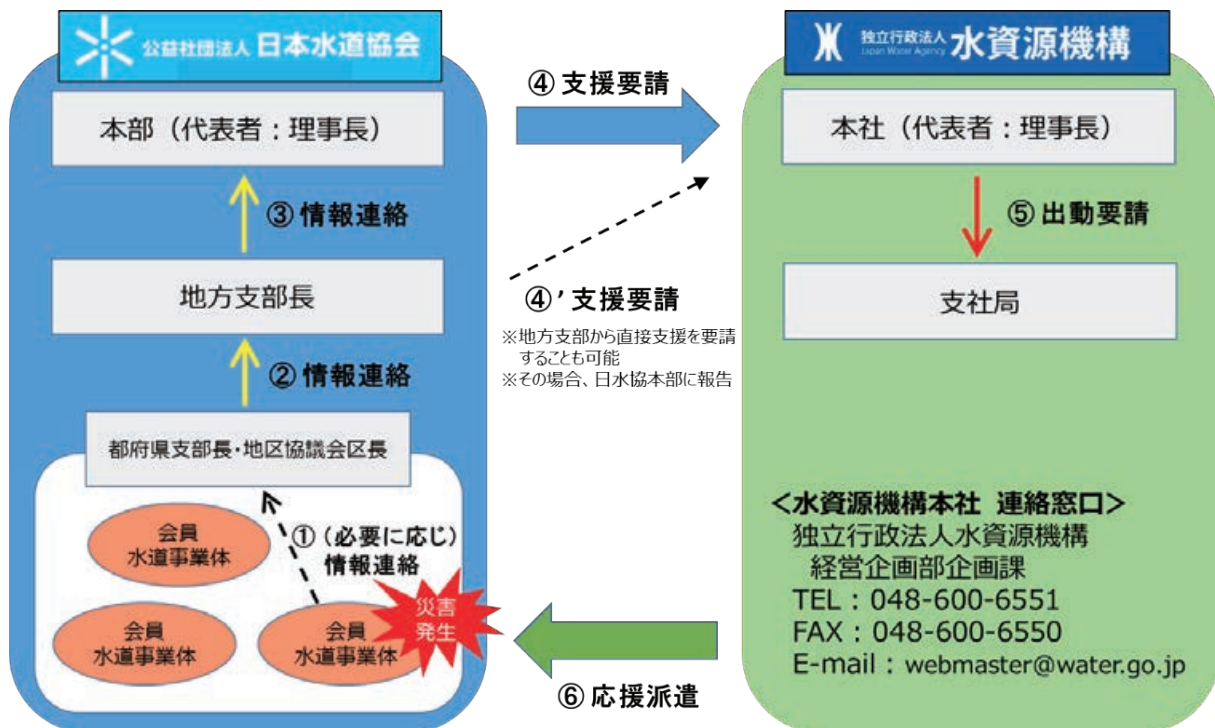 公益社団法人 日本水道協会
本部（代表者：理事長）
③ 情報連絡
地方支部長
② 情報連絡
都府県支部長・地区協議会区長
①（必要に応じ）
情報連絡
会員
水道事業体
会員
水道事業体
会員
水道事業体
災害
発生
④ 支援要請
④’支援要請
※地方支部から直接支援を要請
することも可能
※その場合、日水協本部に報告
⑥ 応援派遣
独立行政法人
Japan Water Agency
水資源機構
本社（代表者：理事長）
⑤ 出動要請
支社局
＜水資源機構本社 連絡窓口＞
独立行政法人水資源機構
経営企画部企画課
TEL：048-600-6551
FAX：048-600-6550
E-mail：webmaster@water.go.jp